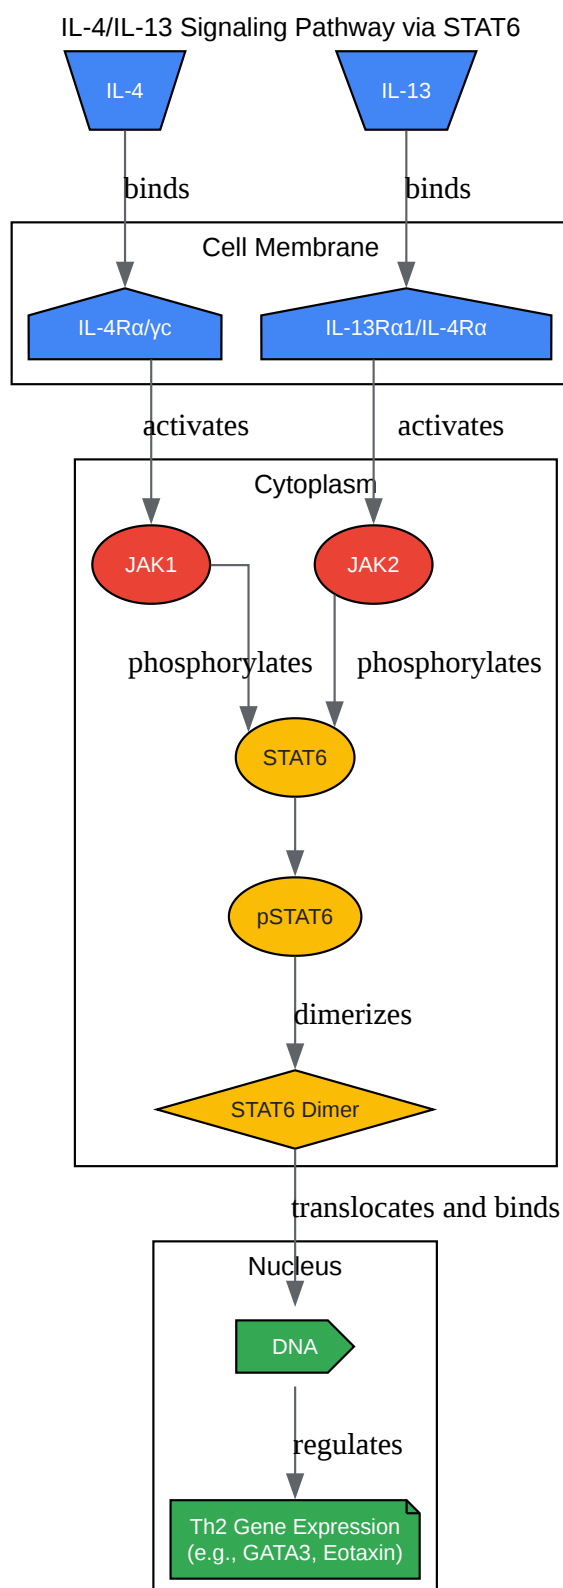 IL-4/IL-13 Signaling Pathway via STAT6
IL-4
IL-13
binds
binds
Cell Membrane
IL-4Rα/γc
IL-13Rα1/IL-4Rα
activates
activates
Cytoplasm
JAK1
JAK2
phosphorylates
phosphorylates
STAT6
pSTAT6
dimerizes
STAT6 Dimer
translocates and binds
Nucleus
DNA
regulates
Th2 Gene Expression
(e.g., GATA3, Eotaxin)